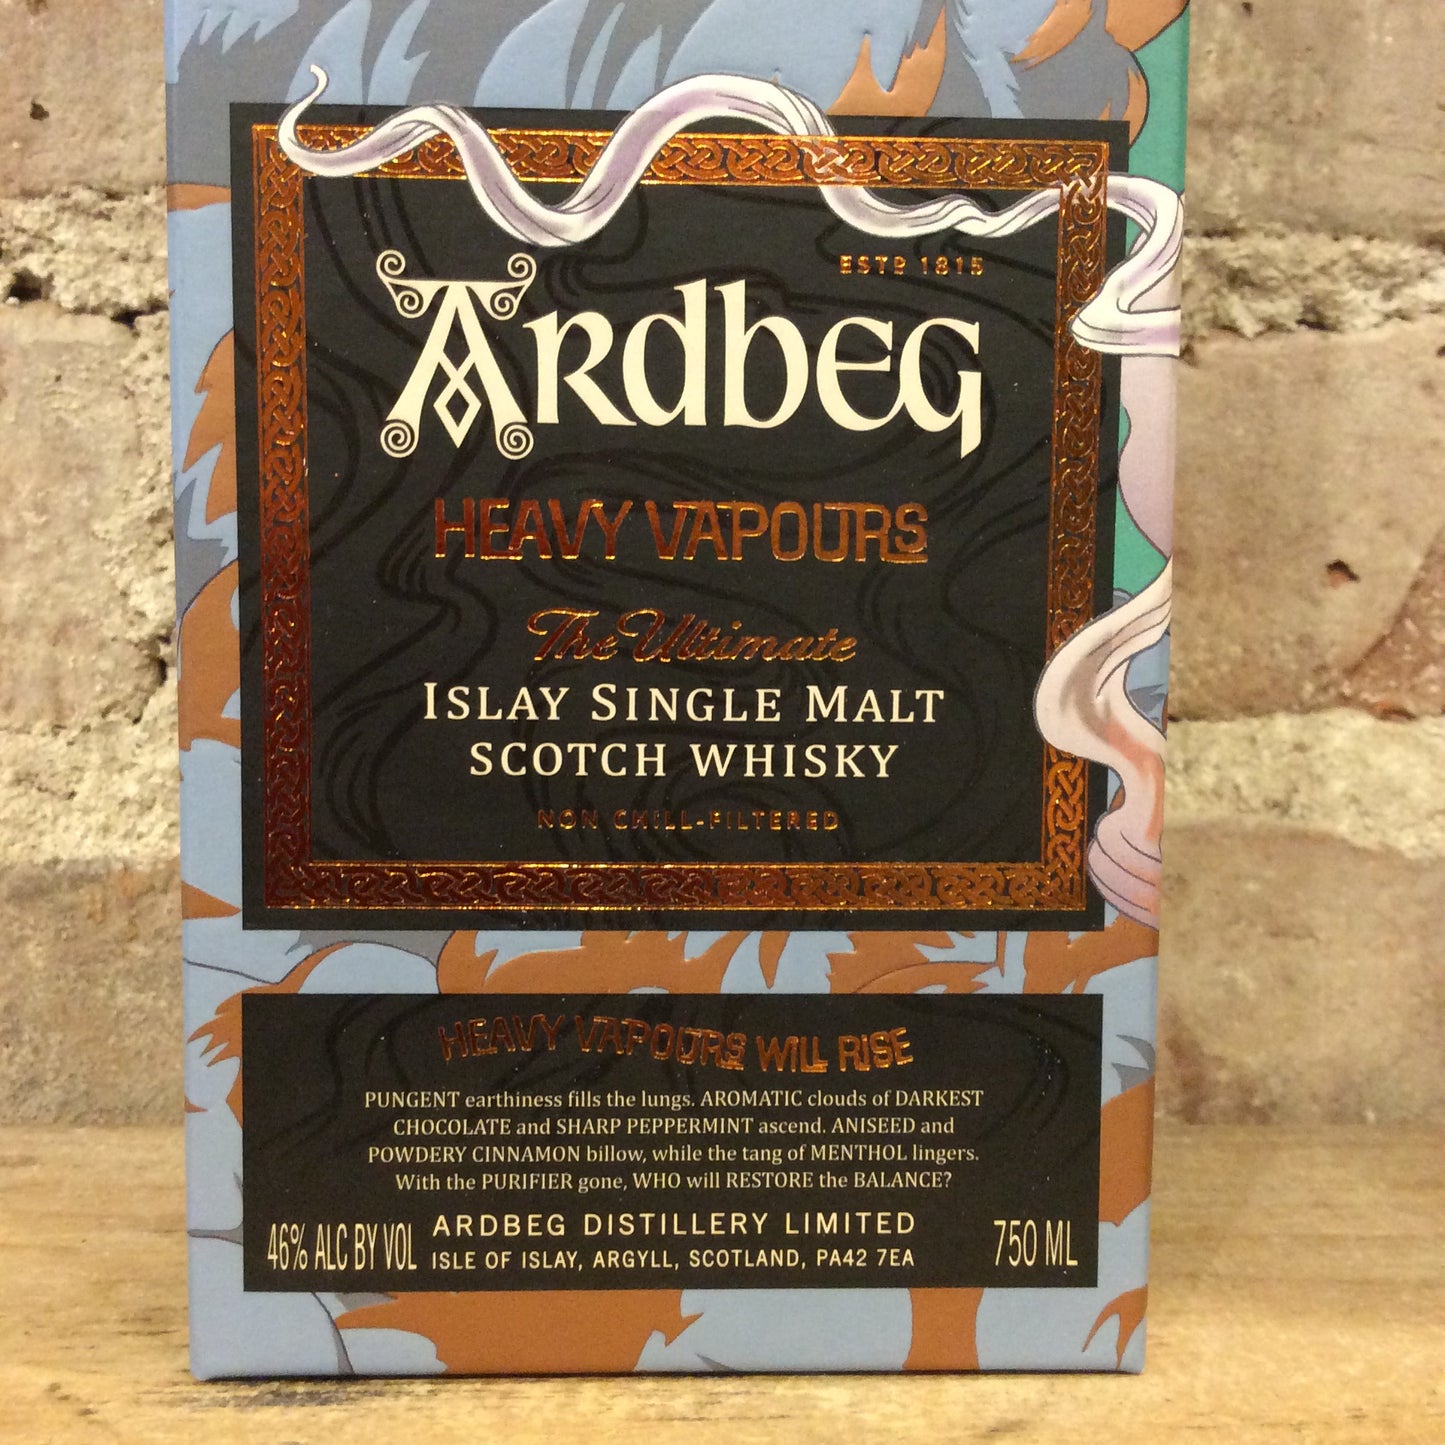 ESTD 1815
ARDBEG
HEAVY VAPOURS
The Ultimate
ISLAY SINGLE MALT
SCOTCH WHISKY
NON CHILL-FILTERED
HEAVY VAPOURS WILL RISE
PUNGENT earthiness fills the lungs. AROMATIC clouds of DARKEST
CHOCOLATE and SHARP PEPPERMINT ascend. ANISEED and
POWDERY CINNAMON billow, while the tang of MENTHOL lingers.
With the PURIFIER gone, WHO will RESTORE the BALANCE?
46% ALC BY VOL ARDBEG DISTILLERY LIMITED 750 ML
ISLE OF ISLAY, ARGYLL, SCOTLAND, PA42 7EA